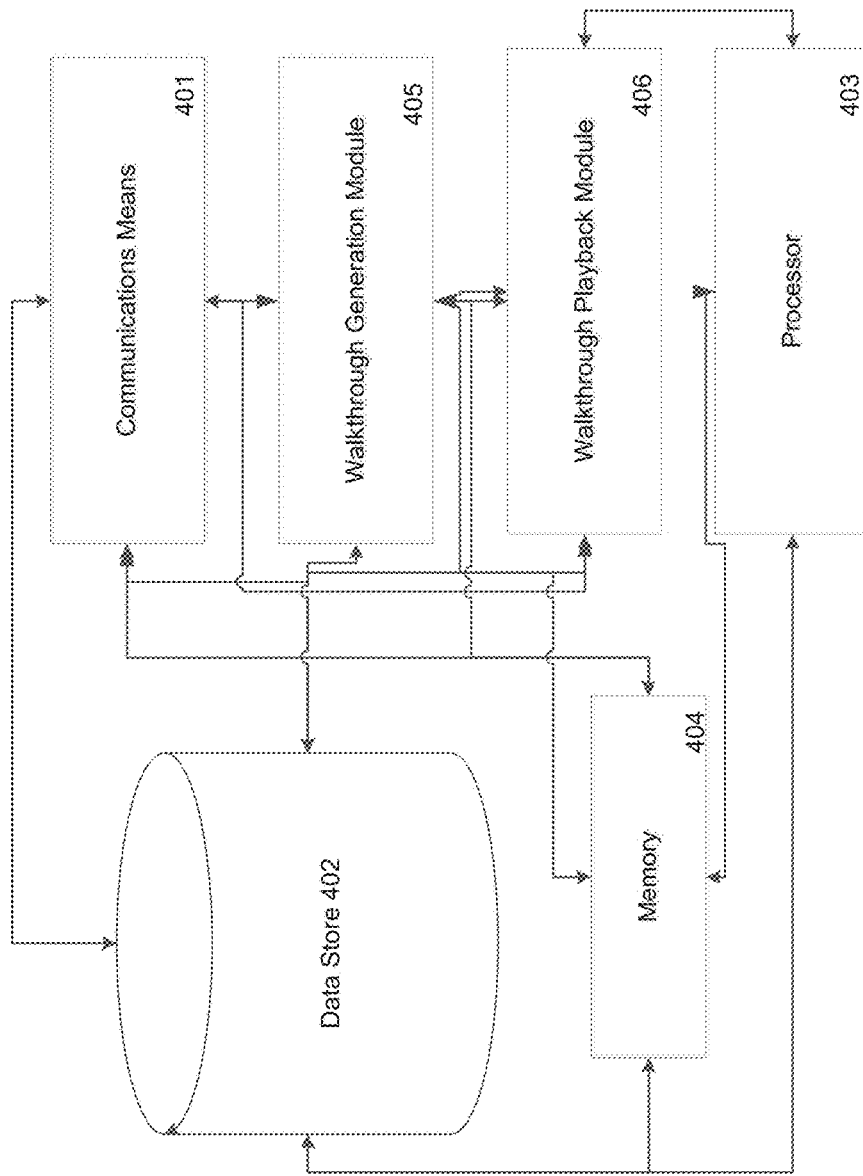 Communications Means
401
Walkthrough Generation Module
405
Walkthrough Playback Module
406
Processor
403
Data Store 402
Memory
404